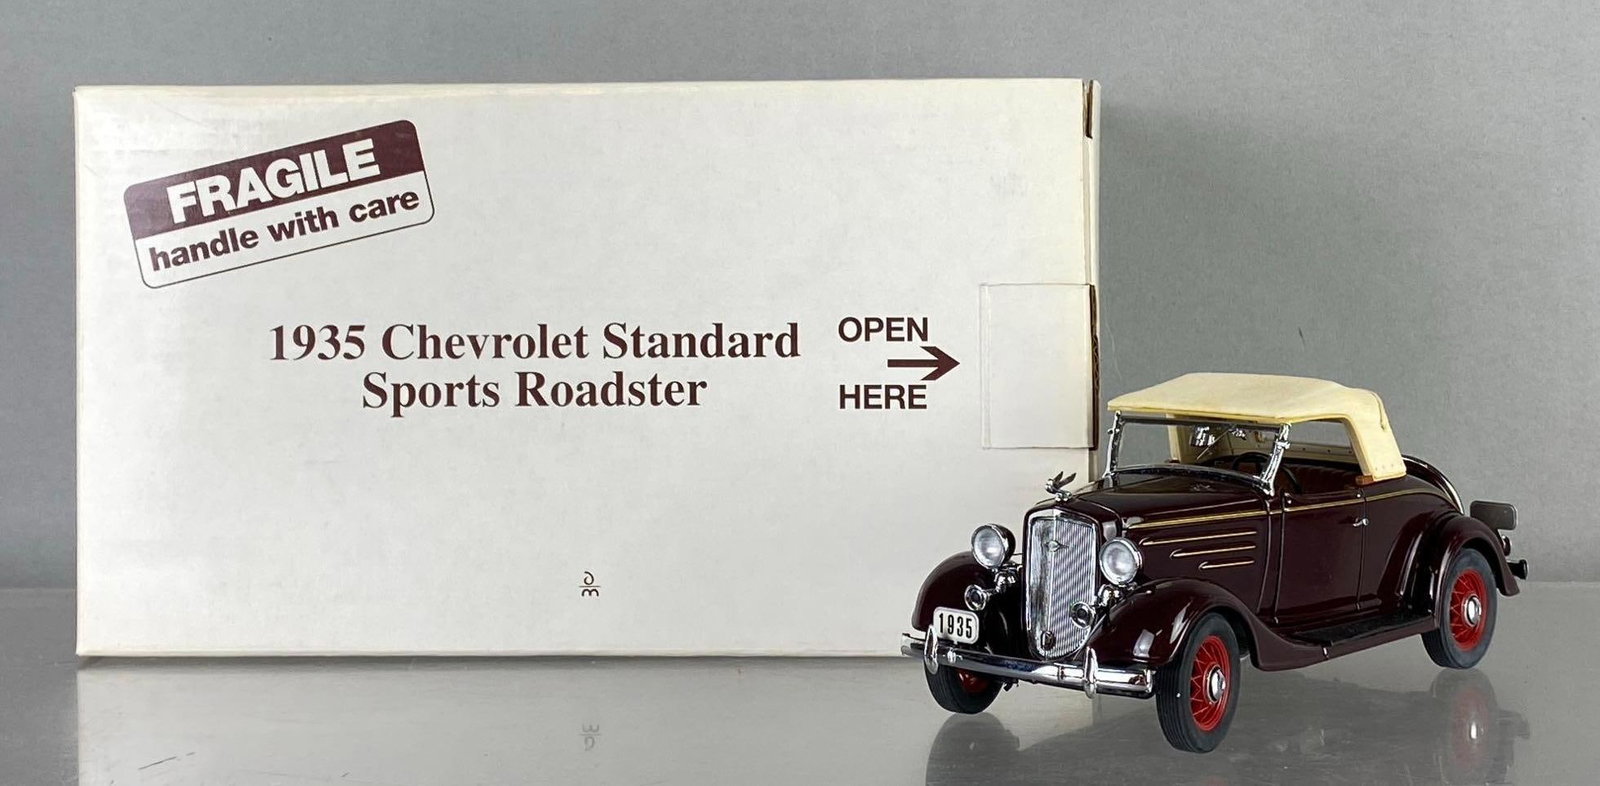 FRAGILE
handle with care
1935 Chevrolet Standard
Sports Roadster
OPEN
HERE
1935